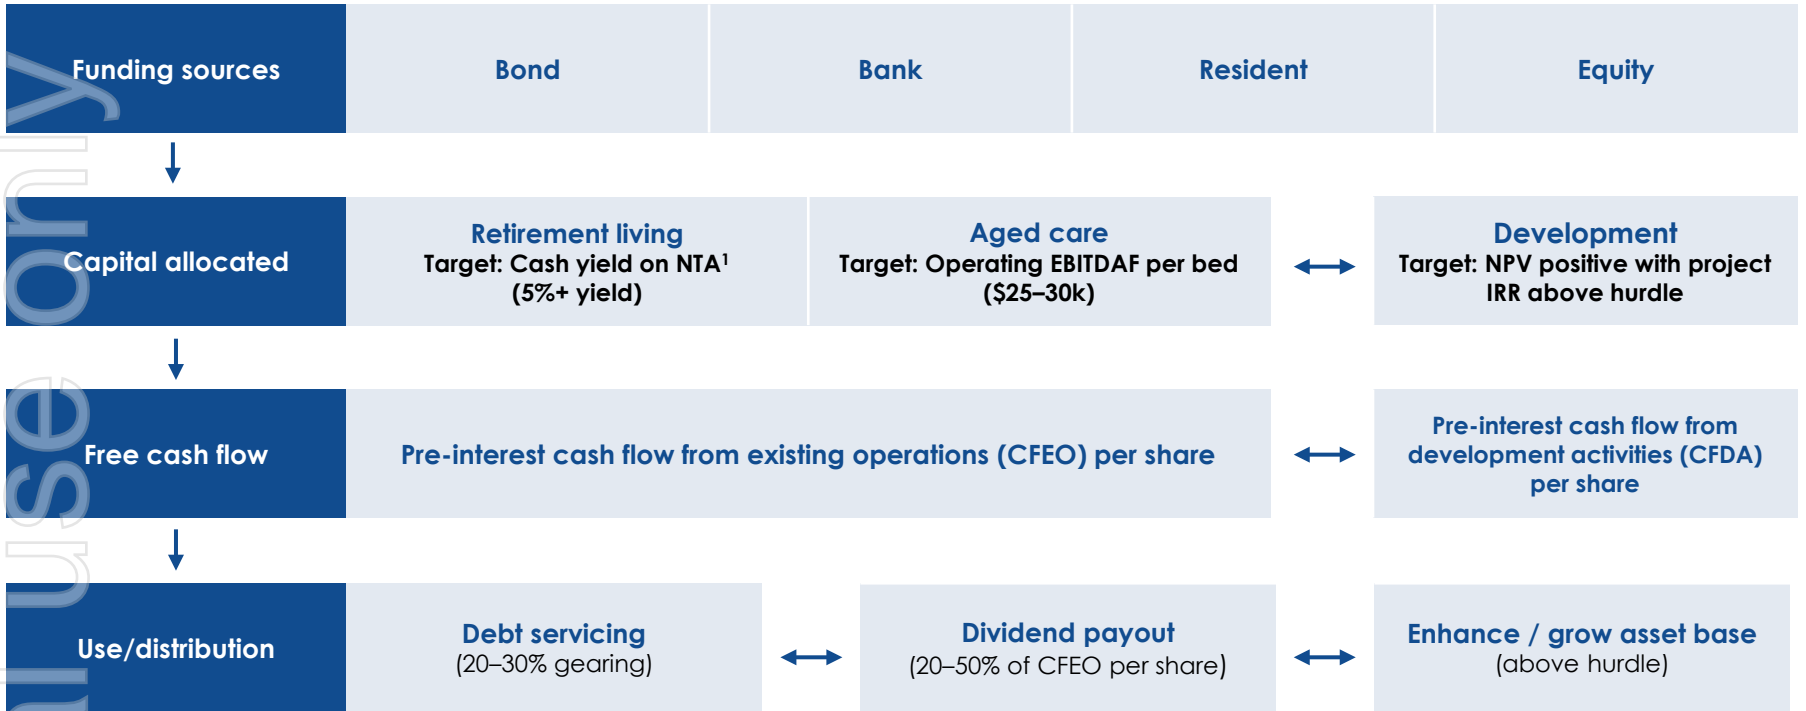 Funding sources
Bond
Bank
Resident
Equity
Capital allocated
Retirement living
Target: Cash yield on NTA¹
(5%+ yield)
Aged care
Target: Operating EBITDAF per bed
($25–30k)
Development
Target: NPV positive with project
IRR above hurdle
Free cash flow
Pre-interest cash flow from existing operations (CFEO) per share
Pre-interest cash flow from
development activities (CFDA)
per share
Use/distribution
Debt servicing
(20–30% gearing)
Dividend payout
(20–50% of CFEO per share)
Enhance / grow asset base
(above hurdle)
al use only